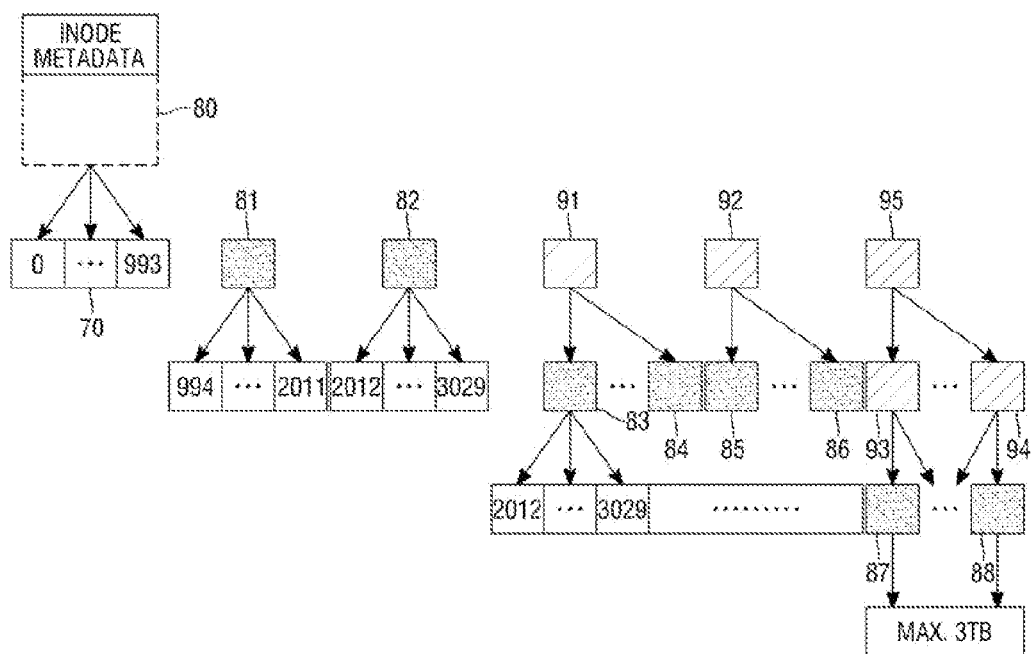 INODE
METADATA
80
81 82 91 92 95
0 ... 993
70
994 ... 2011 2012 ... 3029 ... ... ...
83 84 85 86 93 94
2012 ... 3029 ......... ...
87 88
MAX. 3TB